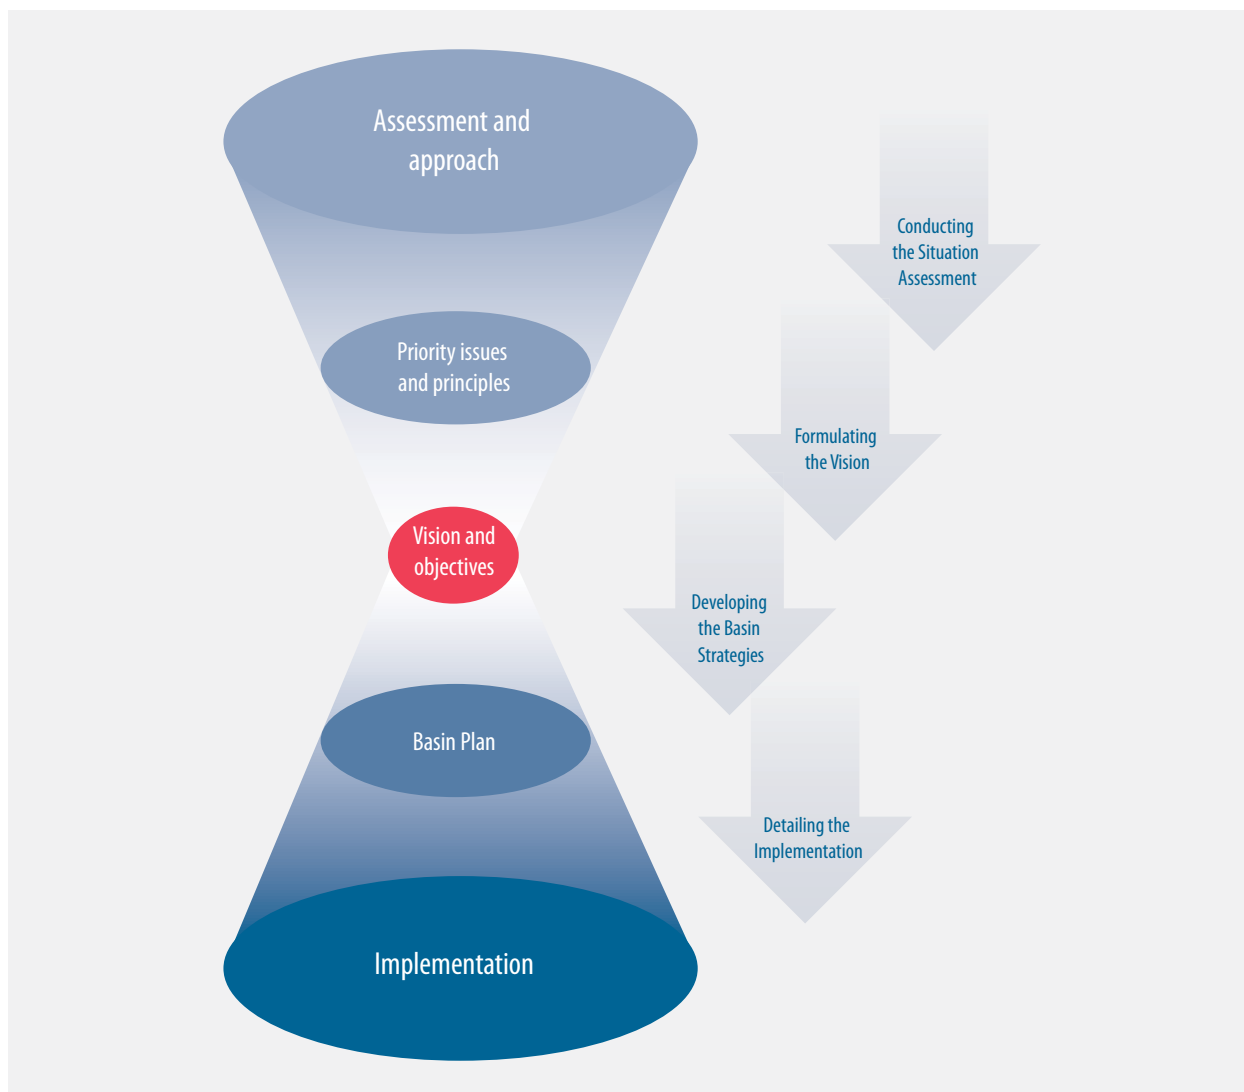 Assessment and
approach
Priority issues
and principles
Vision and
objectives
Basin Plan
Implementation
Conducting
the Situation
Assessment
Formulating
the Vision
Developing
the Basin
Strategies
Detailing the
Implementation